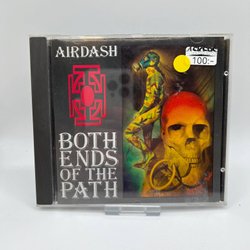 AIRDASH
100:-
BOTH
ENDS
OF THE
PATH